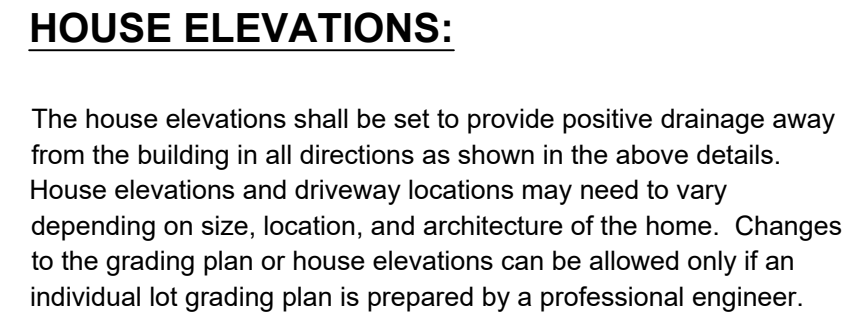 HOUSE ELEVATIONS:
The house elevations shall be set to provide positive drainage away
from the building in all directions as shown in the above details.
House elevations and driveway locations may need to vary
depending on size, location, and architecture of the home.  Changes
to the grading plan or house elevations can be allowed only if an
individual lot grading plan is prepared by a professional engineer.